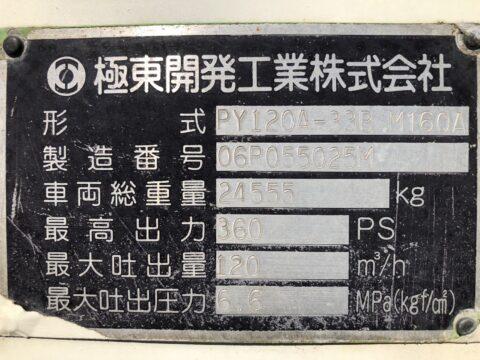 極東開発工業株式会社
形式 PY120A-33B M160A
製造番号 06P055025M
車両総重量 24555 kg
最高出力 360 PS
最大吐出量 120 m³/h
最大吐出圧力 6.6 MPa(kgf/cm²)